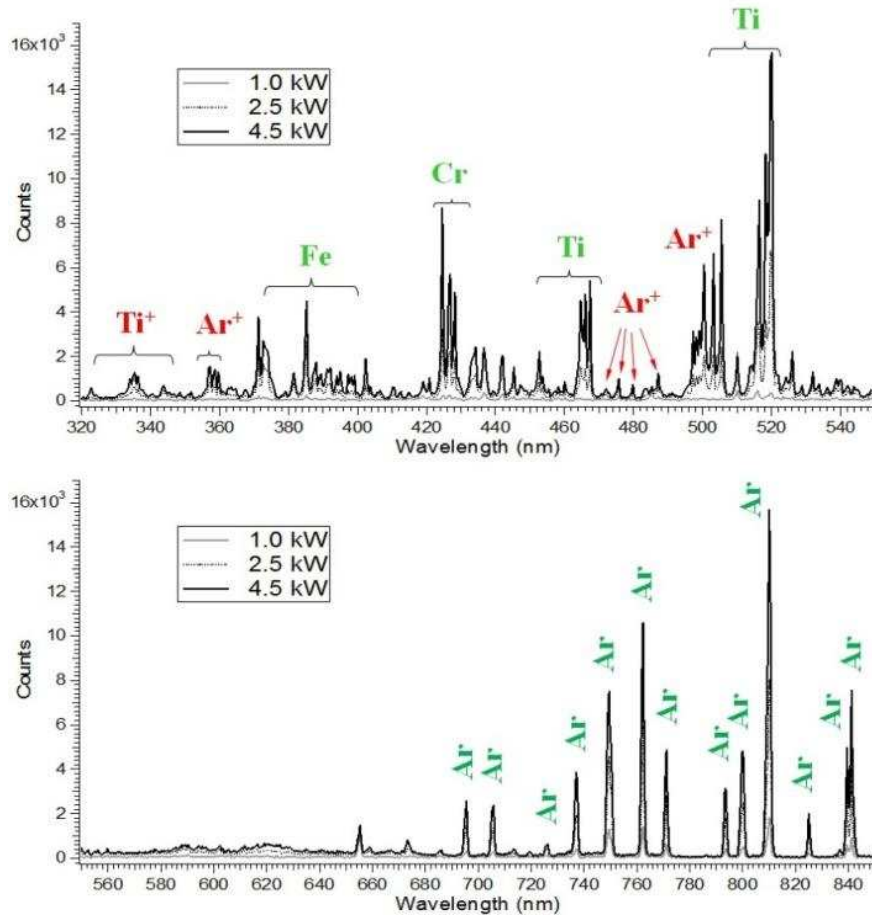 Ti
16x10³
1.0 kW
2.5 kW
4.5 kW
14
12
10
Cr
8
Counts
Fe
Ti
Ar⁺
6
Ar⁺
4
Ti⁺
Ar⁺
2
0
320 340 360 380 400 420 440 460 480 500 520 540
Wavelength (nm)
16x10³
1.0 kW
2.5 kW
4.5 kW
Ar
14
12
Ar
10
Ar
8
Counts
Ar
Ar
Ar
Ar
Ar
Ar
6
Ar
Ar
4
Ar
Ar
2
0
560 580 600 620 640 660 680 700 720 740 760 780 800 820 840
Wavelength (nm)